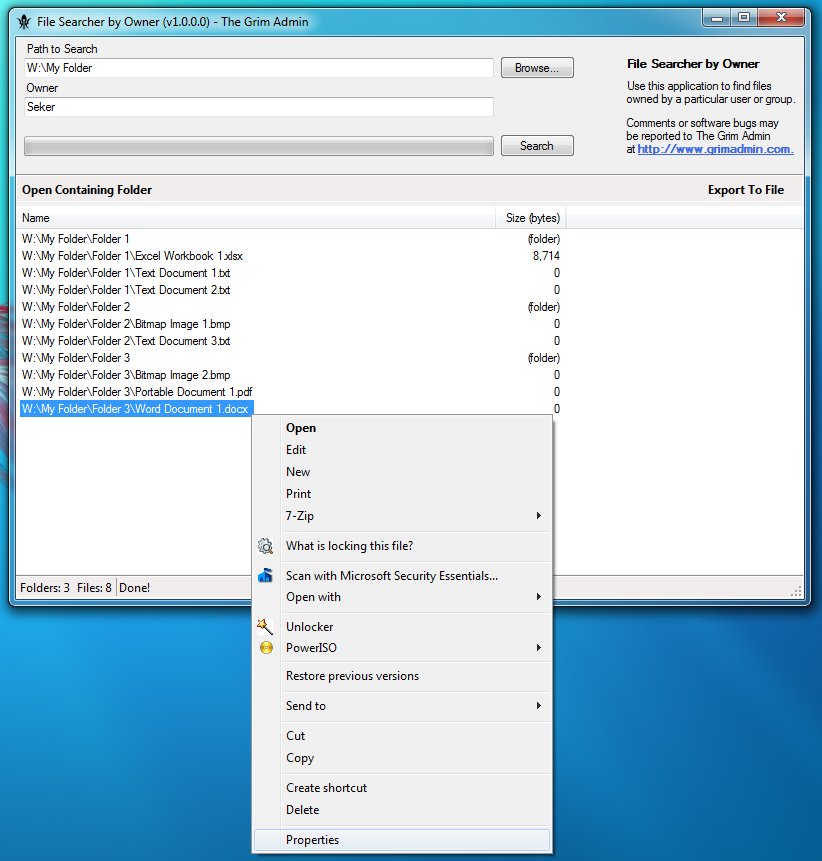 File Searcher by Owner (v1.0.0.0) - The Grim Admin
Path to Search
W:\My Folder
Browse...
Owner
Seker
Search
File Searcher by Owner
Use this application to find files
owned by a particular user or group.
Comments or software bugs may
be reported to The Grim Admin
at http://www.grimadmin.com.
Open Containing Folder
Export To File
Name Size (bytes)
W:\My Folder\Folder 1 (folder)
W:\My Folder\Folder 1\Excel Workbook 1.xlsx 8,714
W:\My Folder\Folder 1\Text Document 1.txt 0
W:\My Folder\Folder 1\Text Document 2.txt 0
W:\My Folder\Folder 2 (folder)
W:\My Folder\Folder 2\Bitmap Image 1.bmp 0
W:\My Folder\Folder 2\Text Document 3.txt 0
W:\My Folder\Folder 3 (folder)
W:\My Folder\Folder 3\Bitmap Image 2.bmp 0
W:\My Folder\Folder 3\Portable Document 1.pdf 0
W:\My Folder\Folder 3\Word Document 1.docx 0
Open
Edit
New
Print
7-Zip
What is locking this file?
Scan with Microsoft Security Essentials...
Open with
Unlocker
PowerISO
Restore previous versions
Send to
Cut
Copy
Create shortcut
Delete
Properties
Folders: 3 Files: 8 Done!